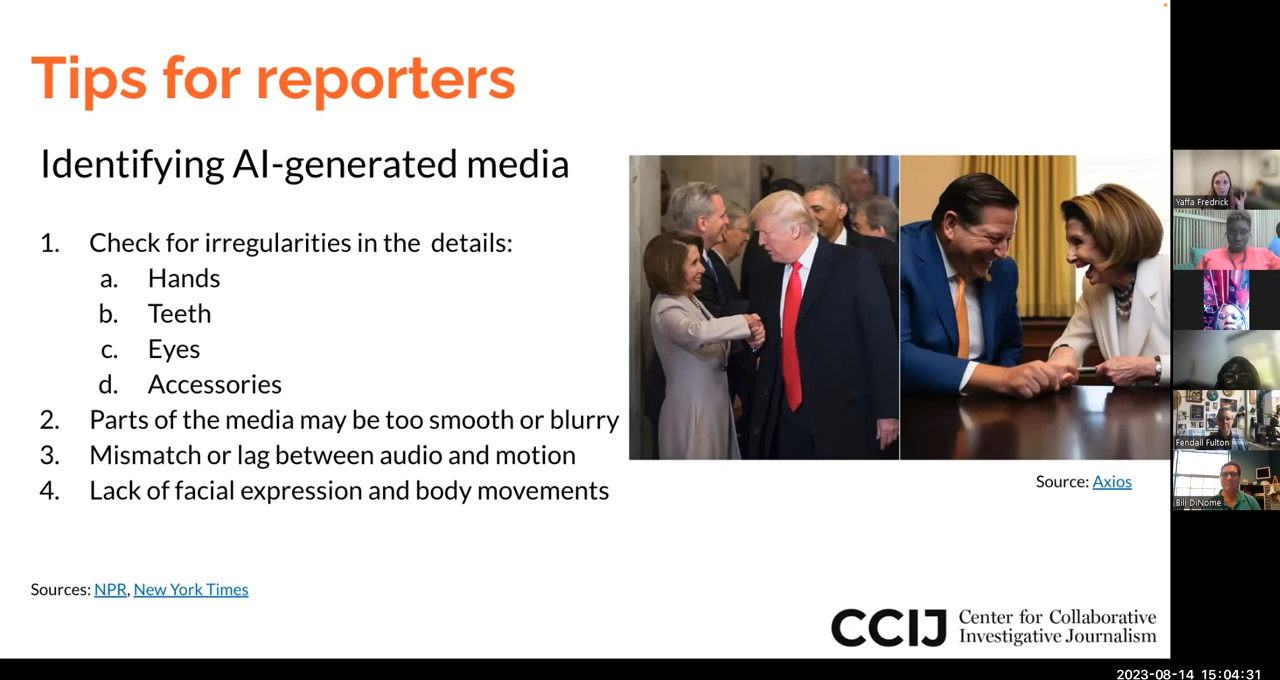 Tips for reporters
Identifying AI-generated media
1. Check for irregularities in the details:
a. Hands
b. Teeth
c. Eyes
d. Accessories
2. Parts of the media may be too smooth or blurry
3. Mismatch or lag between audio and motion
4. Lack of facial expression and body movements
Source: Axios
Sources: NPR, New York Times
CCIJ Center for Collaborative
Investigative Journalism
Yaffa Fredrick
Fendall Fulton
Bill DiNome
2023-08-14 15:04:31